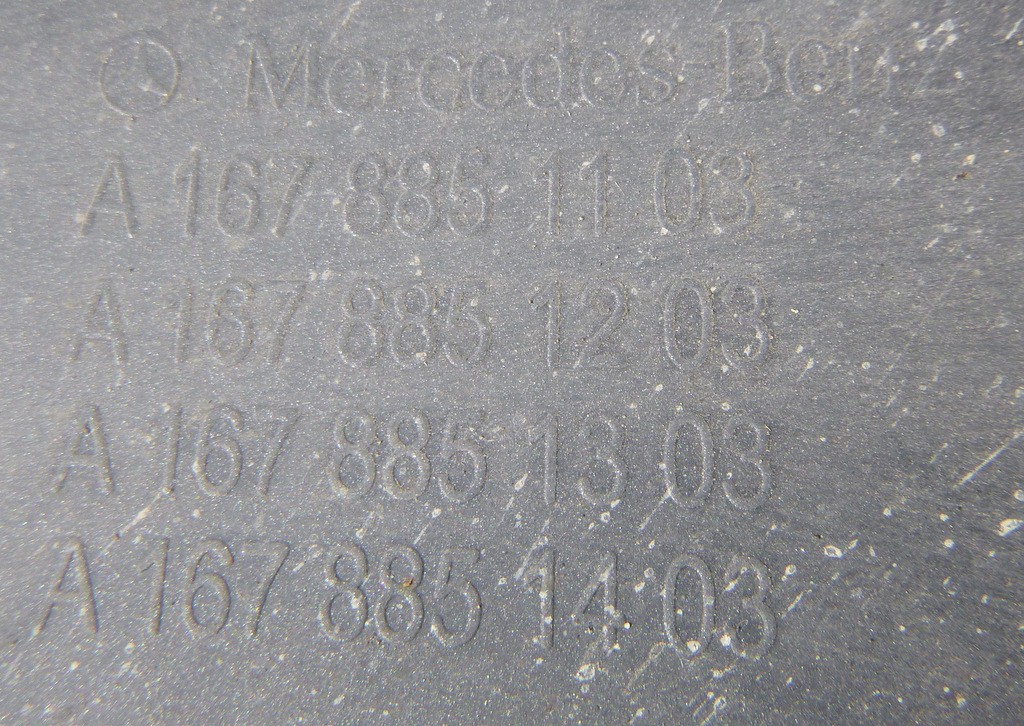 Mercedes-Benz
A 167 885 11 03
A 167 885 12 03
A 167 885 13 03
A 167 885 14 03